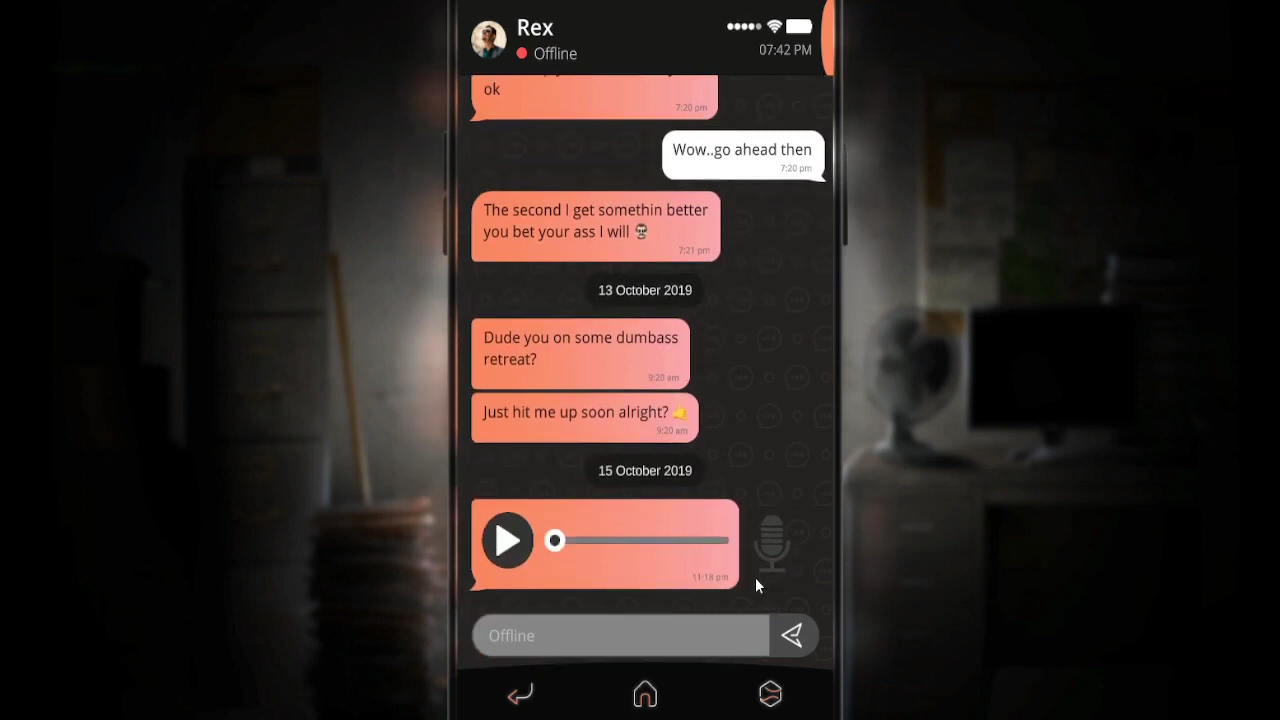 Rex
Offline
07:42 PM
ok
7:20 pm
Wow..go ahead then
7:20 pm
The second I get somethin better
you bet your ass I will
7:21 pm
13 October 2019
Dude you on some dumbass
retreat?
9:20 am
Just hit me up soon alright?
9:20 am
15 October 2019
11:18 pm
Offline